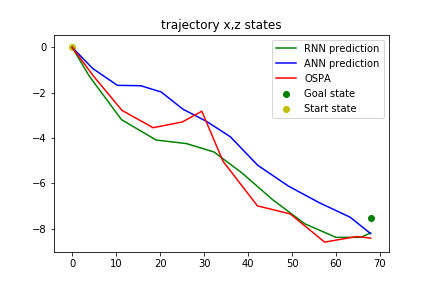 trajectory x,z states
RNN prediction
ANN prediction
OSPA
Goal state
Start state
0
−2
−4
−6
−8
0
10
20
30
40
50
60
70